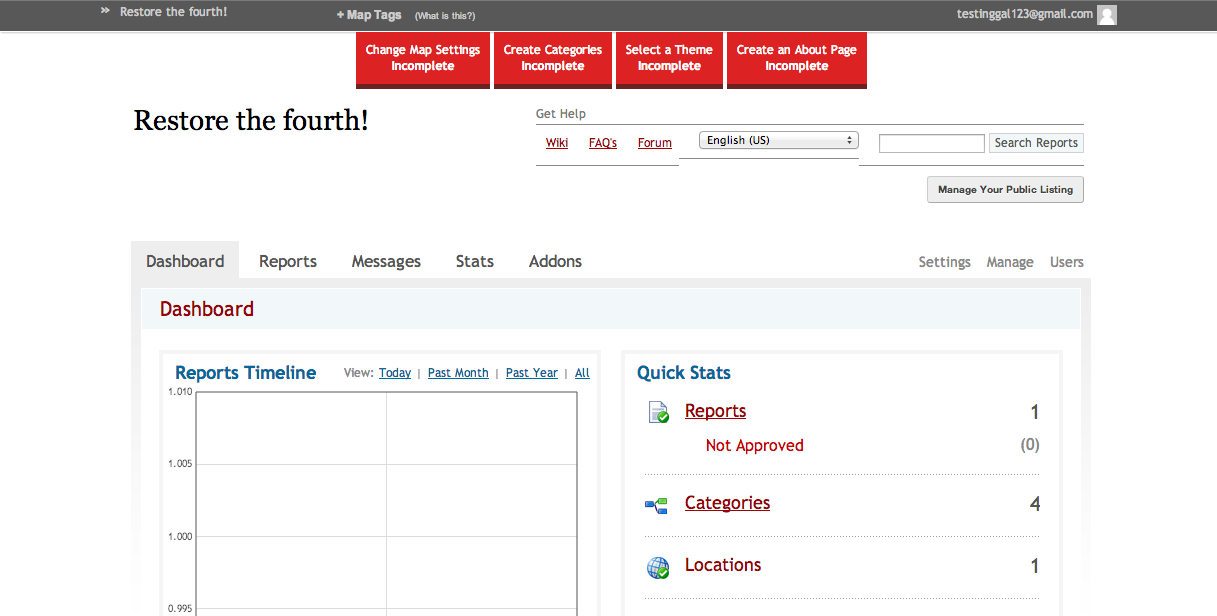 » Restore the fourth! + Map Tags (What is this?) testinggal123@gmail.com
Change Map Settings
Incomplete
Create Categories
Incomplete
Select a Theme
Incomplete
Create an About Page
Incomplete
Restore the fourth!
Get Help
Wiki FAQ's Forum English (US) Search Reports
Manage Your Public Listing
Dashboard Reports Messages Stats Addons Settings Manage Users
Dashboard
Reports Timeline View: Today | Past Month | Past Year | All
1.010
1.005
1.000
0.995
Quick Stats
Reports 1
Not Approved (0)
Categories 4
Locations 1